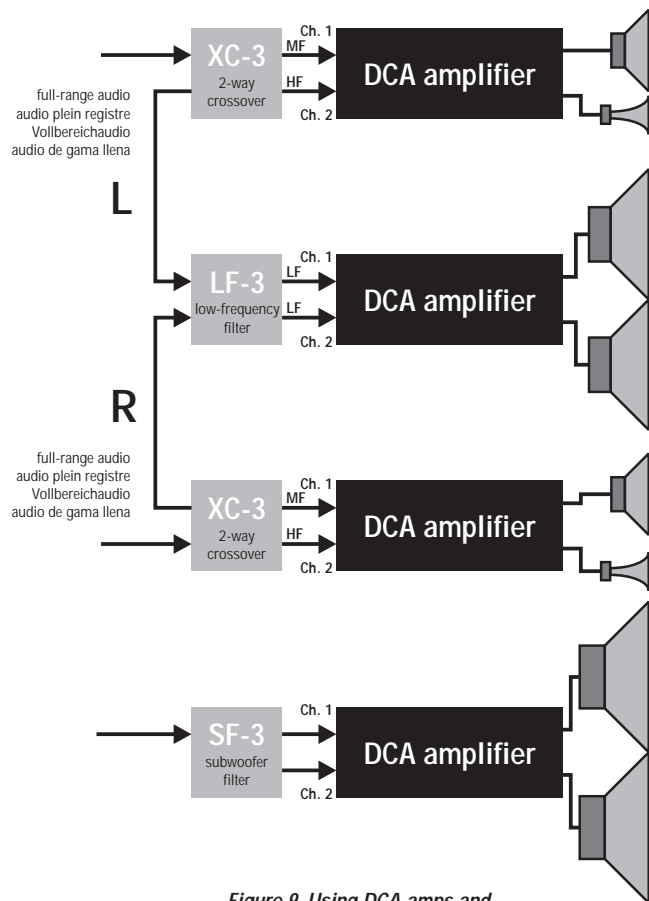 Ch. 1
XC-3
MF
2-way
crossover
HF
Ch. 2
DCA amplifier
full-range audio
audio plein registre
Vollbereichaudio
audio de gama llena
L
Ch. 1
LF-3
LF
low-frequency
filter
LF
Ch. 2
DCA amplifier
R
full-range audio
audio plein registre
Vollbereichaudio
audio de gama llena
Ch. 1
XC-3
MF
2-way
crossover
HF
Ch. 2
DCA amplifier
Ch. 1
SF-3
subwoofer
filter
Ch. 2
DCA amplifier
Figure 9. Using DCA amps and